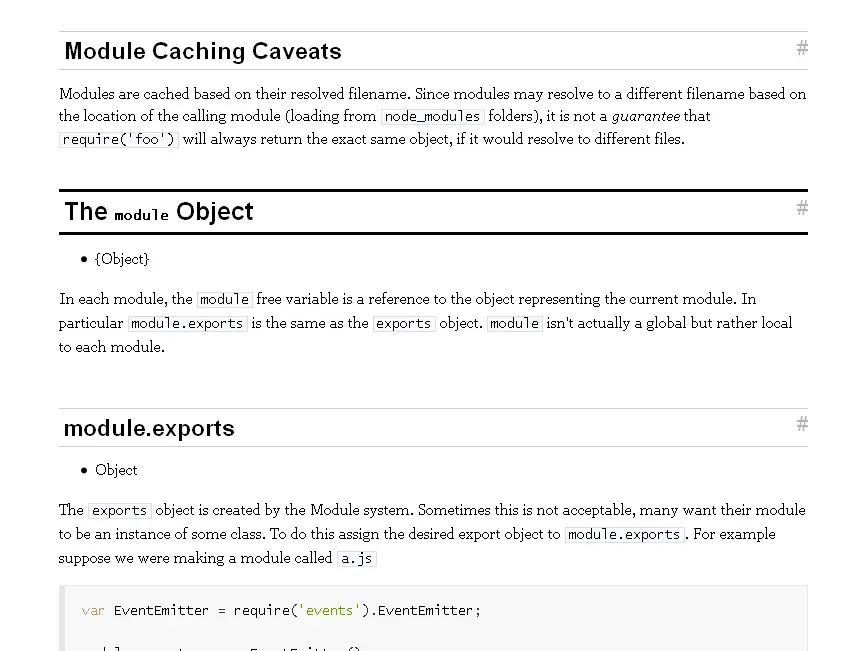 Module Caching Caveats #
Modules are cached based on their resolved filename. Since modules may resolve to a different filename based on
the location of the calling module (loading from node_modules folders), it is not a guarantee that
require('foo') will always return the exact same object, if it would resolve to different files.
The module Object #
• {Object}
In each module, the module free variable is a reference to the object representing the current module. In
particular module.exports is the same as the exports object. module isn't actually a global but rather local
to each module.
module.exports #
• Object
The exports object is created by the Module system. Sometimes this is not acceptable, many want their module
to be an instance of some class. To do this assign the desired export object to module.exports. For example
suppose we were making a module called a.js
var EventEmitter = require('events').EventEmitter;